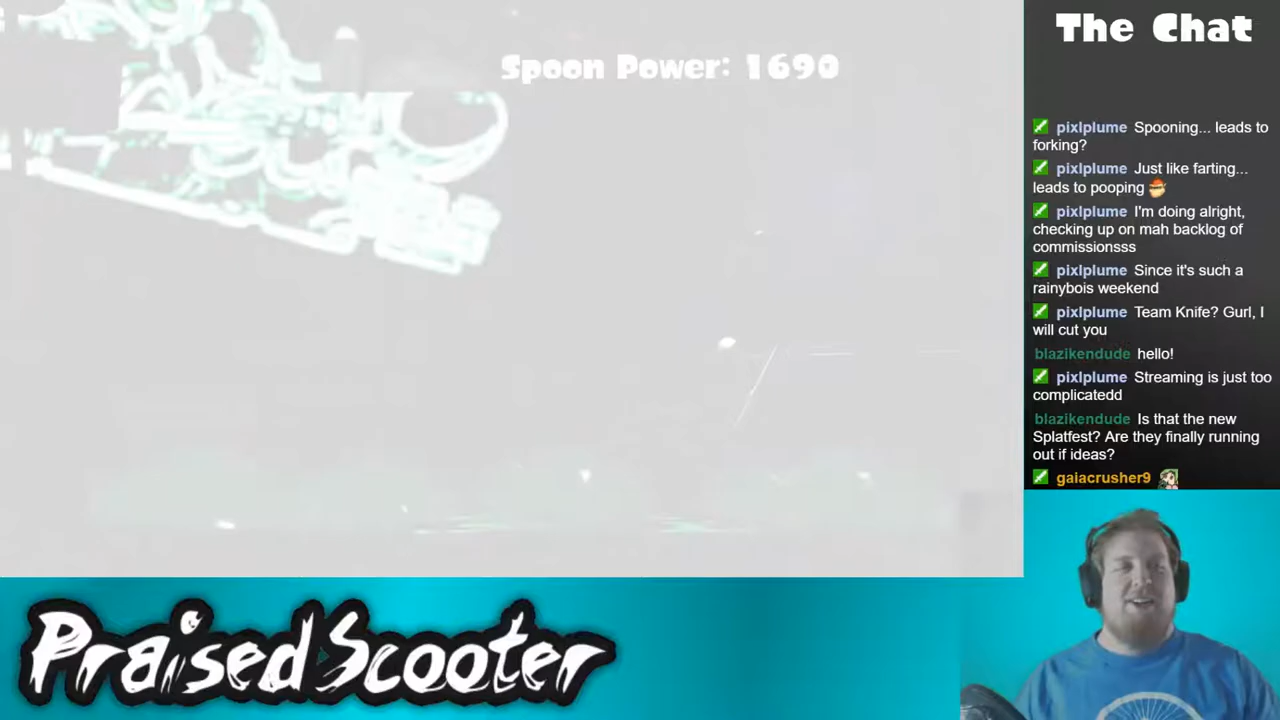 Spoon Power: 1690
The Chat
pixlplume Spooning... leads to
forking?
pixlplume Just like farting...
leads to pooping
pixlplume I'm doing alright,
checking up on mah backlog of
commissionsss
pixlplume Since it's such a
rainybois weekend
pixlplume Team Knife? Gurl, I
will cut you
blazikendude hello!
pixlplume Streaming is just too
complicatedd
blazikendude Is that the new
Splatfest? Are they finally running
out if ideas?
gaiacrusher9
PraisedScooter